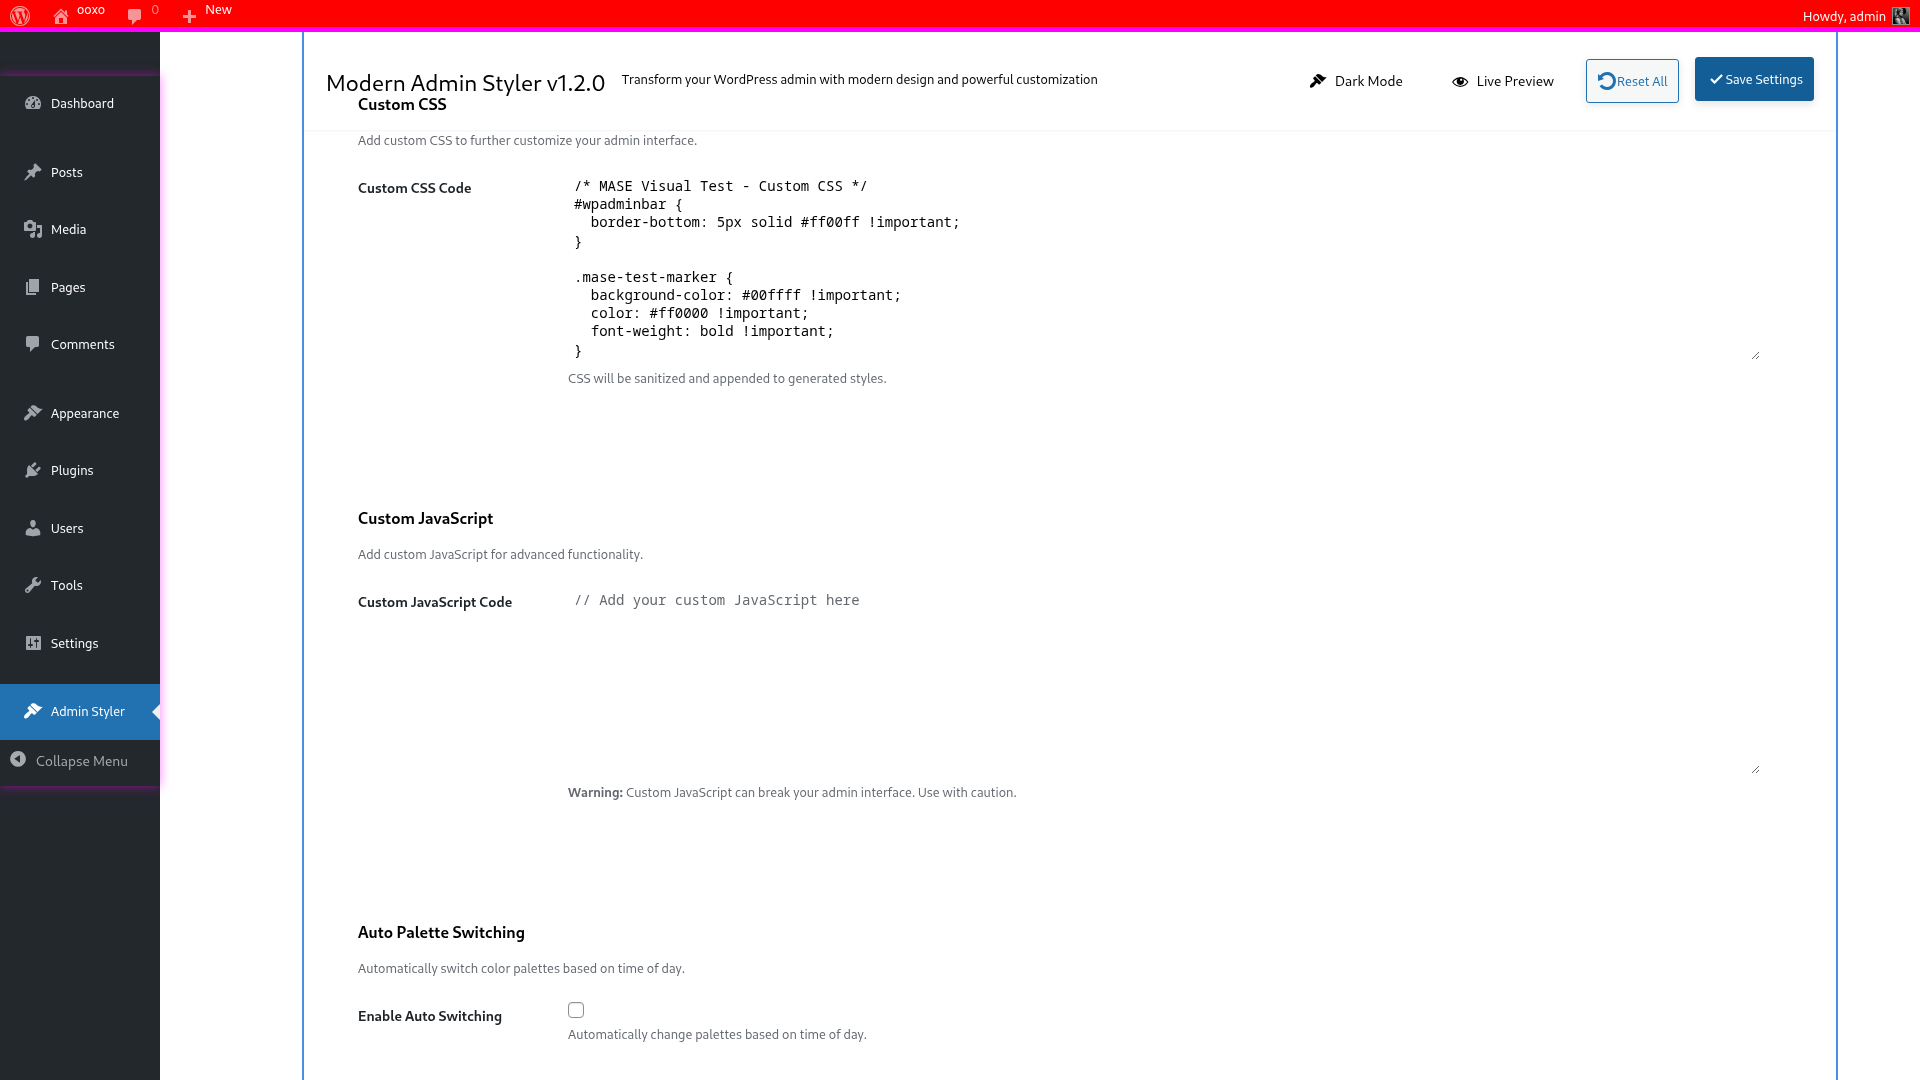 ooxo
0
New
Howdy, admin
Modern Admin Styler v1.2.0
Transform your WordPress admin with modern design and powerful customization
Dark Mode
Live Preview
Reset All
Save Settings
Dashboard
Posts
Media
Pages
Comments
Appearance
Plugins
Users
Tools
Settings
Admin Styler
Collapse Menu
Custom CSS
Add custom CSS to further customize your admin interface.
Custom CSS Code
/* MASE Visual Test - Custom CSS */
#wpadminbar {
  border-bottom: 5px solid #ff00ff !important;
}
.mase-test-marker {
  background-color: #00ffff !important;
  color: #ff0000 !important;
  font-weight: bold !important;
}
CSS will be sanitized and appended to generated styles.
Custom JavaScript
Add custom JavaScript for advanced functionality.
Custom JavaScript Code
// Add your custom JavaScript here
Warning: Custom JavaScript can break your admin interface. Use with caution.
Auto Palette Switching
Automatically switch color palettes based on time of day.
Enable Auto Switching
Automatically change palettes based on time of day.